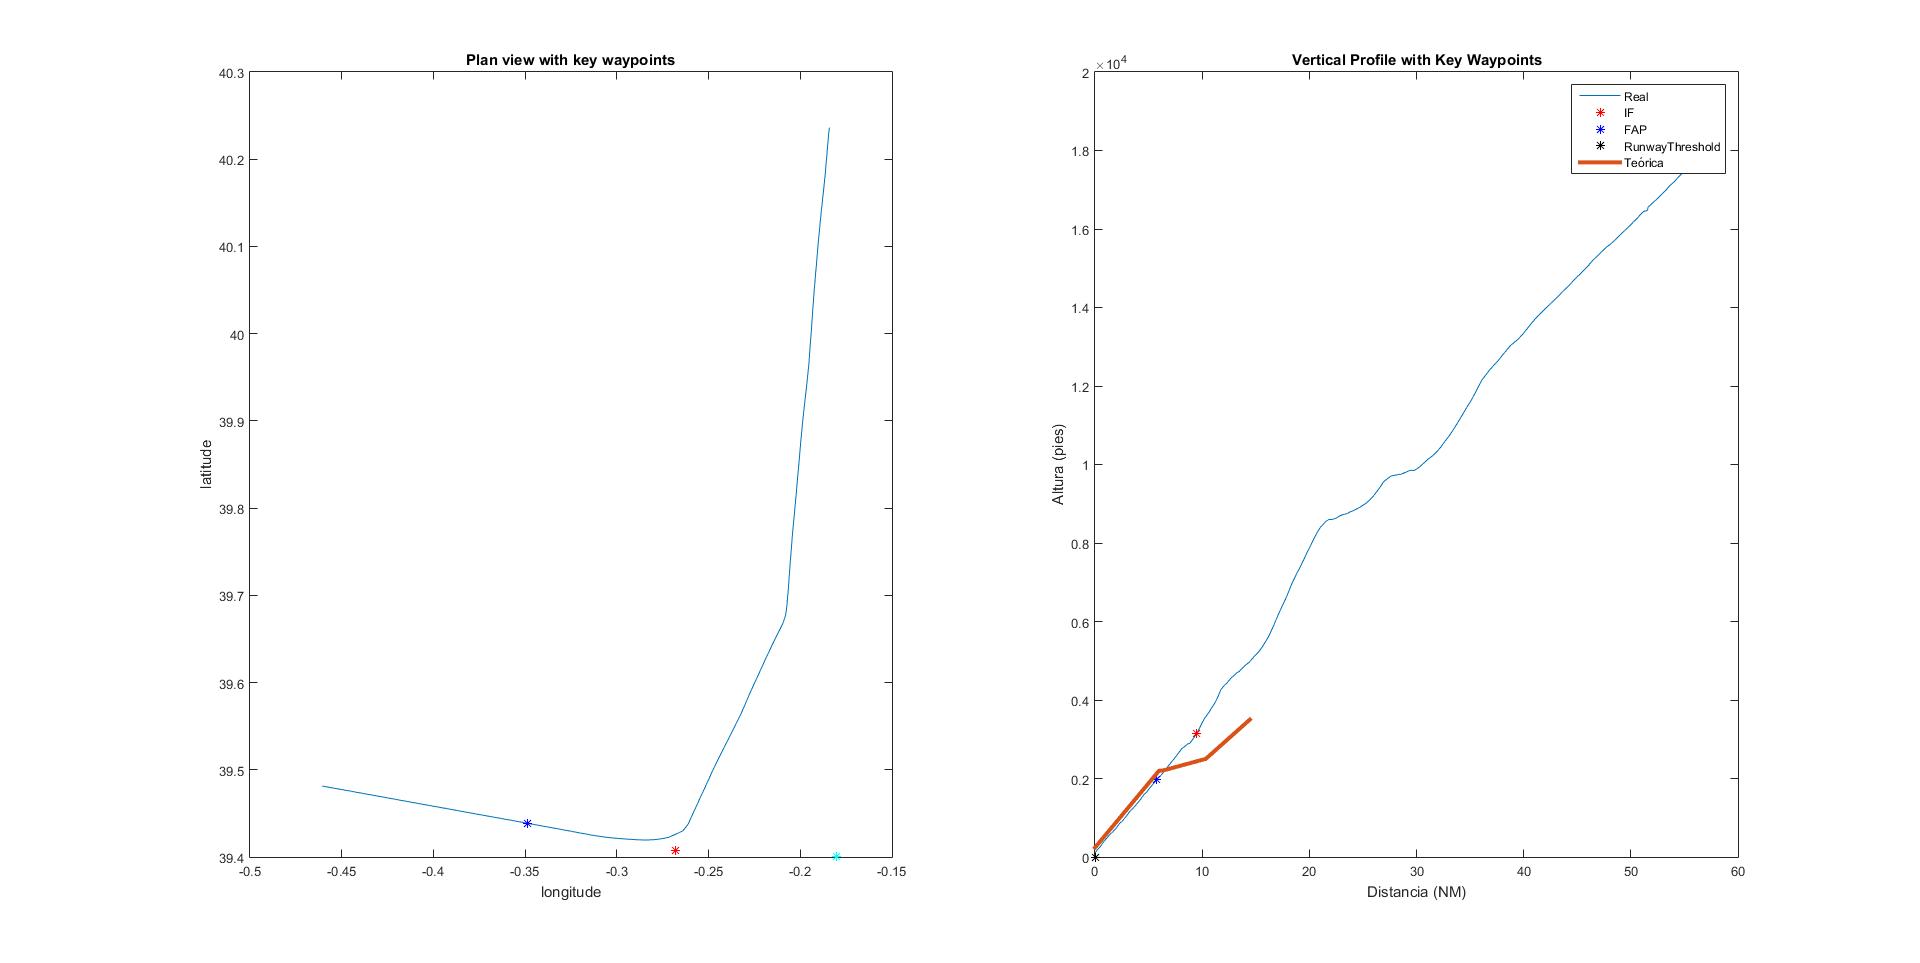 Plan view with key waypoints
40.3
40.2
40.1
40
39.9
39.8
39.7
39.6
39.5
39.4
latitude
-0.5 -0.45 -0.4 -0.35 -0.3 -0.25 -0.2 -0.15
longitude
Vertical Profile with Key Waypoints
×10⁴
2
1.8
1.6
1.4
1.2
1
0.8
0.6
0.4
0.2
0
Altura (pies)
0 10 20 30 40 50 60
Distancia (NM)
Real
IF
FAP
RunwayThreshold
Teórica